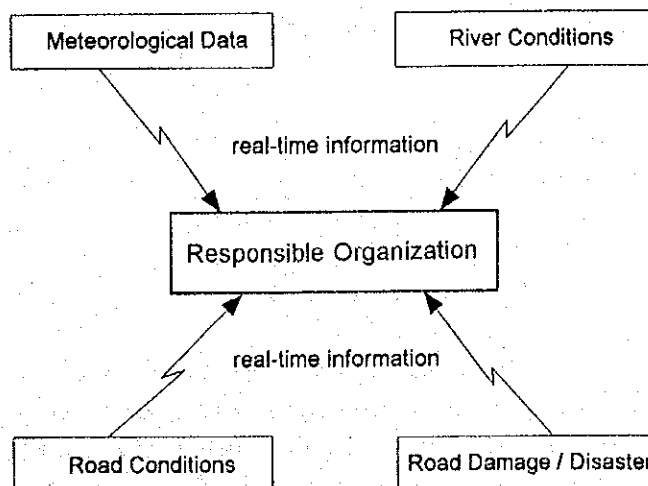 Meteorological Data
River Conditions
real-time information
Responsible Organization
real-time information
Road Conditions
Road Damage / Disaster